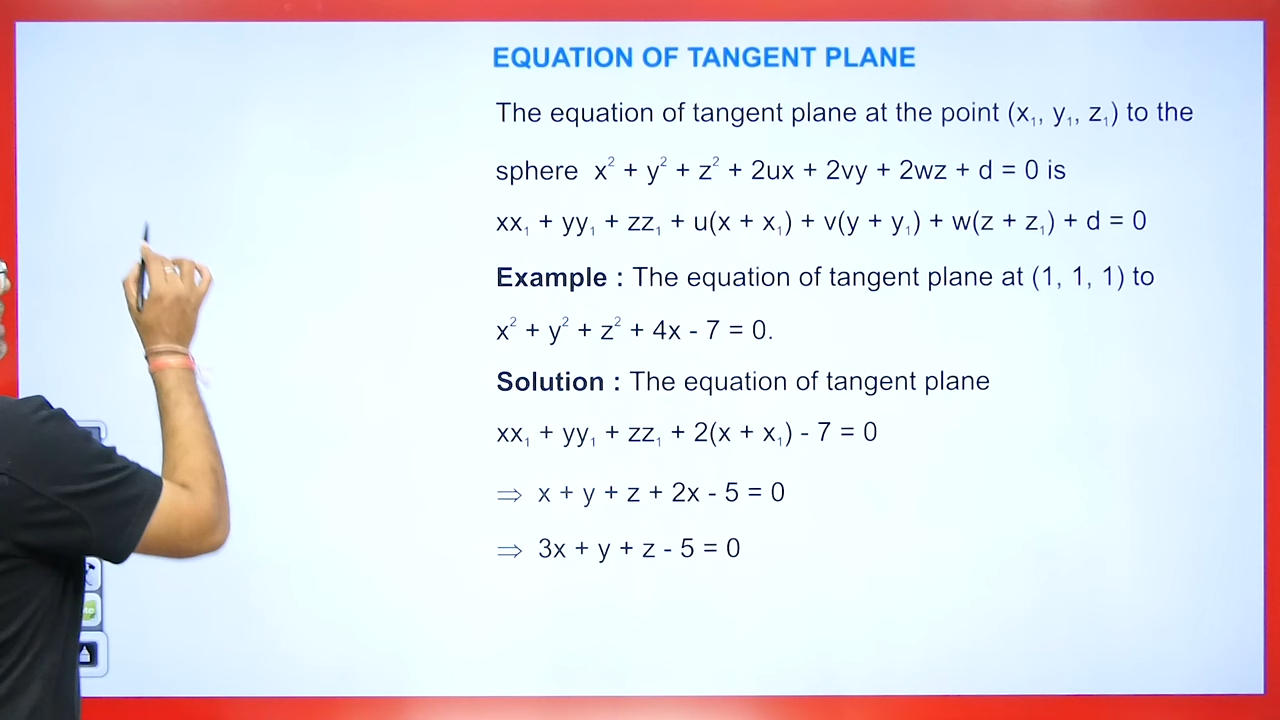 EQUATION OF TANGENT PLANE
The equation of tangent plane at the point (x₁, y₁, z₁) to the
sphere x² + y² + z² + 2ux + 2vy + 2wz + d = 0 is
xx₁ + yy₁ + zz₁ + u(x + x₁) + v(y + y₁) + w(z + z₁) + d = 0
Example : The equation of tangent plane at (1, 1, 1) to
x² + y² + z² + 4x - 7 = 0.
Solution : The equation of tangent plane
xx₁ + yy₁ + zz₁ + 2(x + x₁) - 7 = 0
⇒ x + y + z + 2x - 5 = 0
⇒ 3x + y + z - 5 = 0